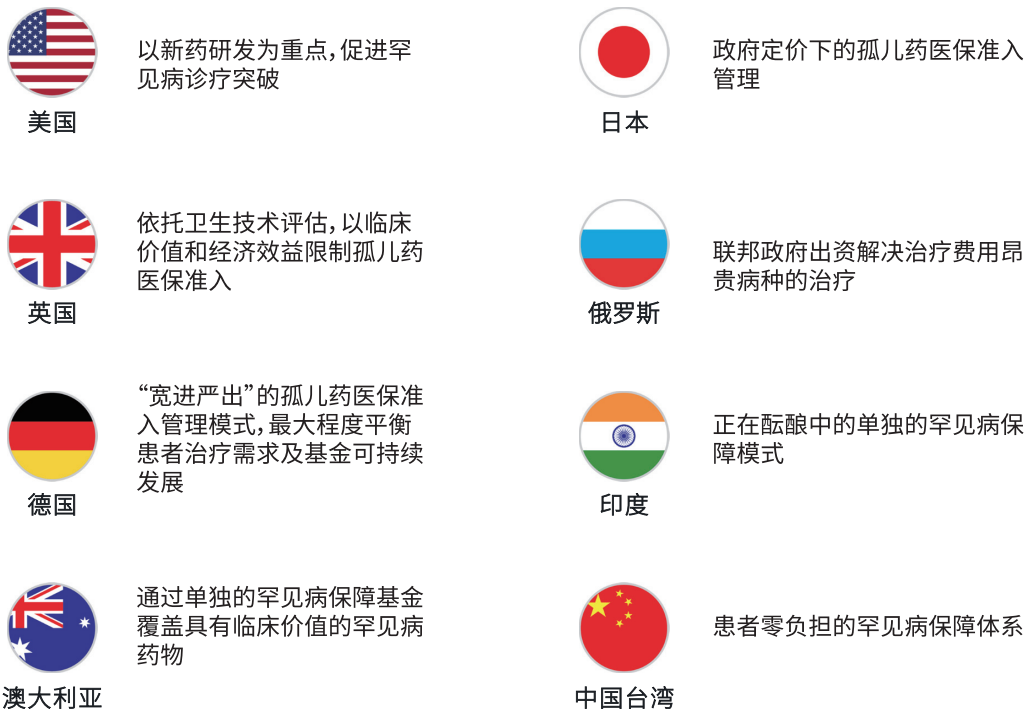 以新药研发为重点，促进罕
见病诊疗突破
美国
政府定价下的孤儿药医保准入
管理
日本
依托卫生技术评估，以临床
价值和经济效益限制孤儿药
医保准入
英国
联邦政府出资解决治疗费用昂
贵病种的治疗
俄罗斯
“宽进严出”的孤儿药医保准
入管理模式，最大程度平衡
患者治疗需求及基金可持续
发展
德国
正在酝酿中的单独的罕见病保
障模式
印度
通过单独的罕见病保障基金
覆盖具有临床价值的罕见病
药物
澳大利亚
患者零负担的罕见病保障体系
中国台湾